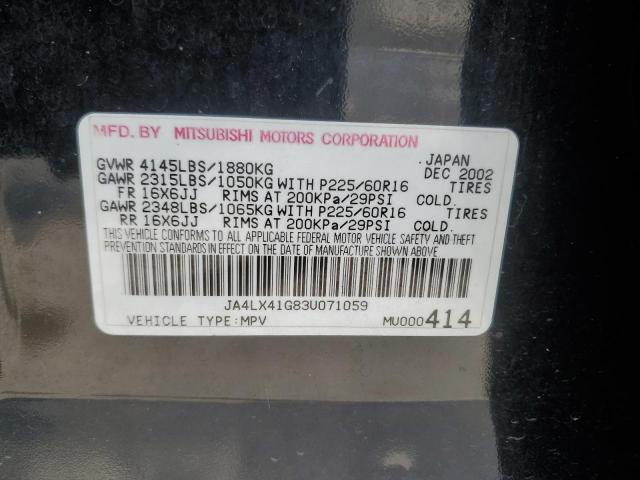 MFD. BY MITSUBISHI MOTORS CORPORATION
JAPAN
GVWR 4145LBS/1880KG DEC 2002
GAWR 2315LBS/1050KG WITH P225/60R16 TIRES
FR 16X6JJ RIMS AT 200KPa/29PSI COLD.
GAWR 2348LBS/1065KG WITH P225/60R16 TIRES
RR 16X6JJ RIMS AT 200KPa/29PSI COLD.
THIS VEHICLE CONFORMS TO ALL APPLICABLE FEDERAL MOTOR VEHICLE SAFETY AND THEFT
PREVENTION STANDARDS IN EFFECT ON THE DATE OF MANUFACTURE SHOWN ABOVE.
JA4LX41G83U071059
VEHICLE TYPE:MPV MU000414